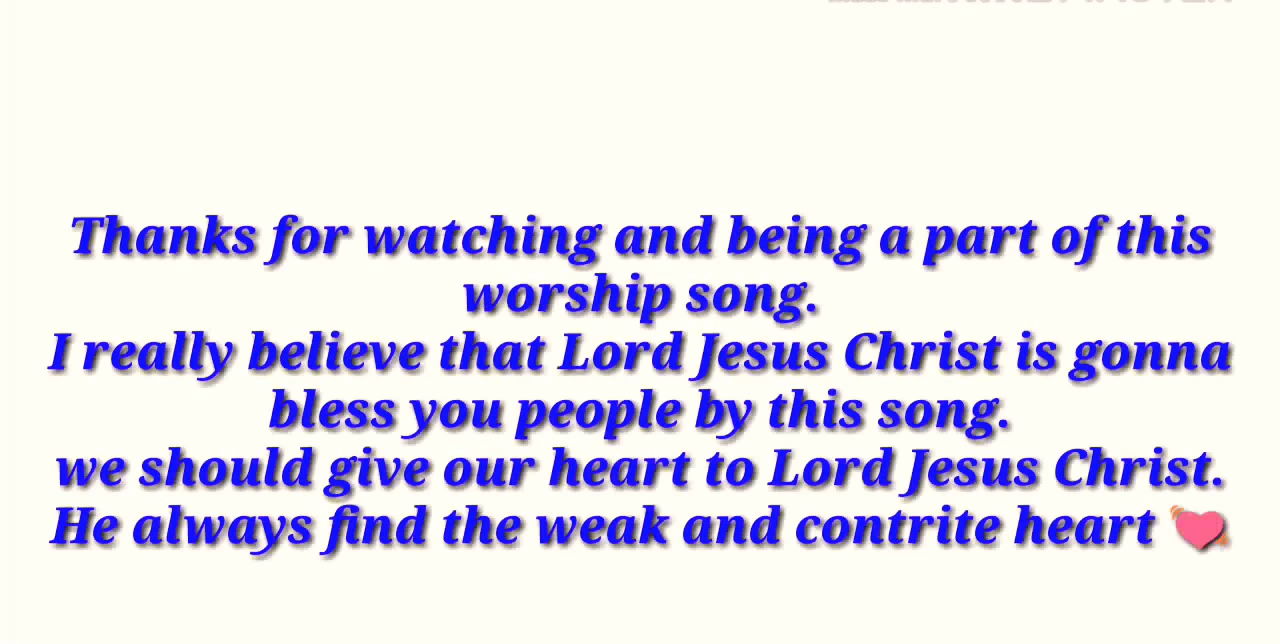 Thanks for watching and being a part of this
worship song.
I really believe that Lord Jesus Christ is gonna
bless you people by this song.
we should give our heart to Lord Jesus Christ.
He always find the weak and contrite heart 💘